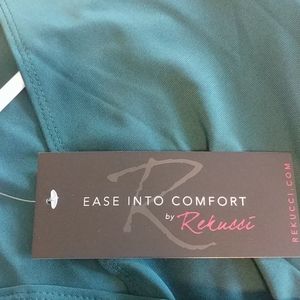 R
EASE INTO COMFORT
by Rekucci
REKUCCI.COM